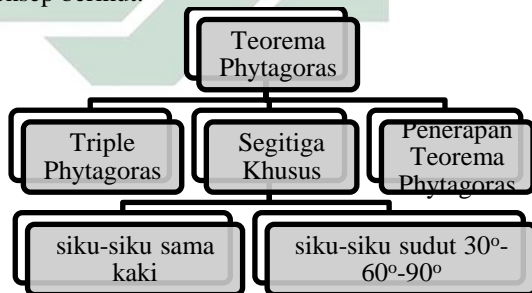 Teorema
Phytagoras
Triple
Phytagoras
Segitiga
Khusus
Penerapan
Teorema
Phytagoras
siku-siku sama
kaki
siku-siku sudut 30°-
60°-90°